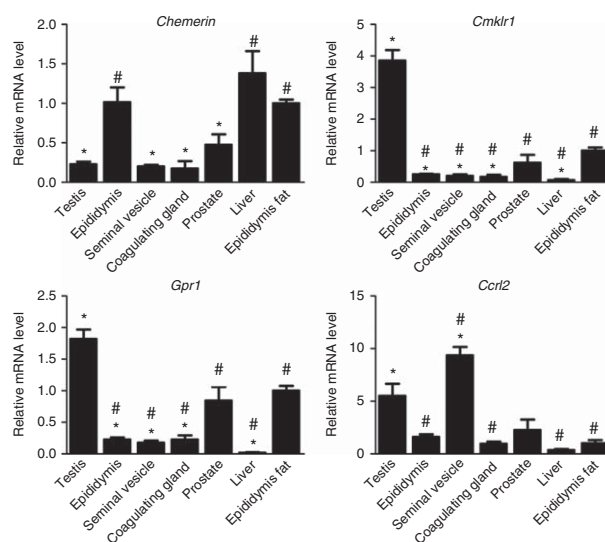 Chemerin
Relative mRNA level
2.0
1.5
1.0
0.5
0.0
* # * * * # #
Testis
Epididymis
Seminal vesicle
Coagulating gland
Prostate
Liver
Epididymis fat
Cmklr1
Relative mRNA level
5
4
3
2
1
0
* # # # # # #
* * * *
Testis
Epididymis
Seminal vesicle
Coagulating gland
Prostate
Liver
Epididymis fat
Gpr1
Relative mRNA level
2.5
2.0
1.5
1.0
0.5
0.0
* # # # # # #
* * * *
Testis
Epididymis
Seminal vesicle
Coagulating gland
Prostate
Liver
Epididymis fat
Ccrl2
Relative mRNA level
15
10
5
0
* # # # # #
*
Testis
Epididymis
Seminal vesicle
Coagulating gland
Prostate
Liver
Epididymis fat